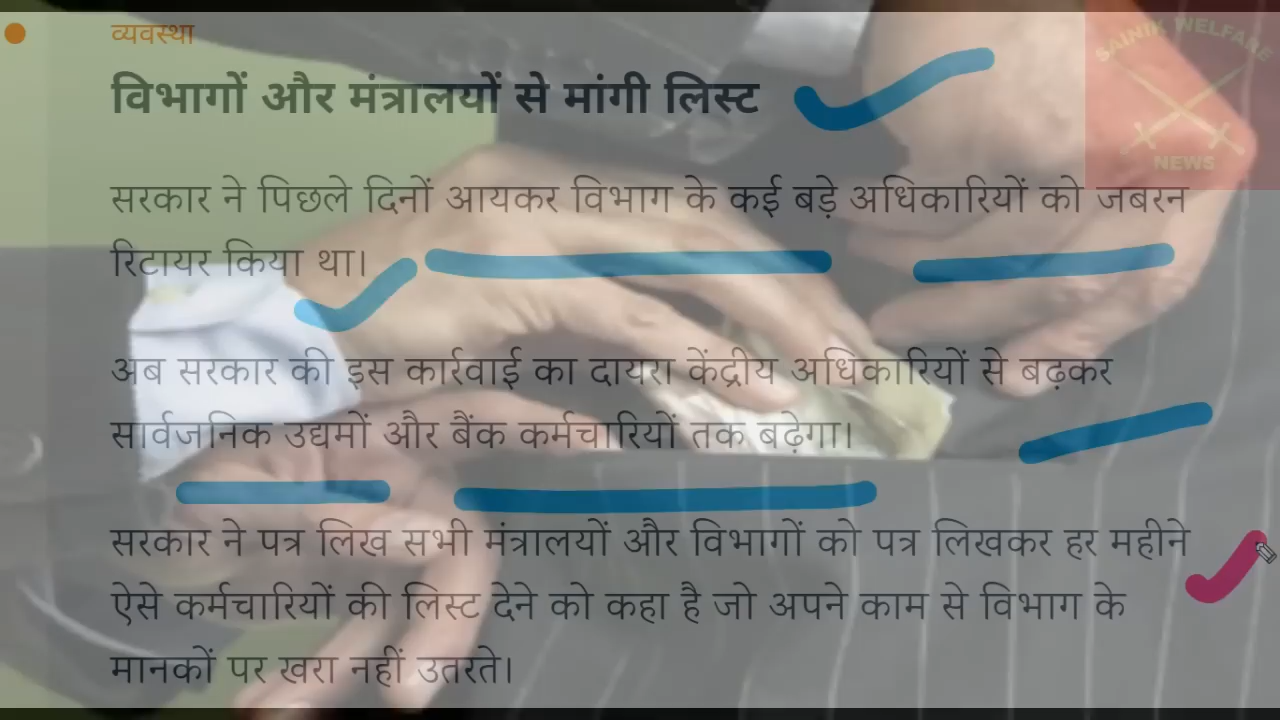 व्यवस्था
विभागों और मंत्रालयों से मांगी लिस्ट
सरकार ने पिछले दिनों आयकर विभाग के कई बड़े अधिकारियों को जबरन
रिटायर किया था।
अब सरकार की इस कार्रवाई का दायरा केंद्रीय अधिकारियों से बढ़कर
सार्वजनिक उद्यमों और बैंक कर्मचारियों तक बढ़ेगा।
सरकार ने पत्र लिख सभी मंत्रालयों और विभागों को पत्र लिखकर हर महीने
ऐसे कर्मचारियों की लिस्ट देने को कहा है जो अपने काम से विभाग के
मानकों पर खरा नहीं उतरते।
SAINIK WELFARE
NEWS